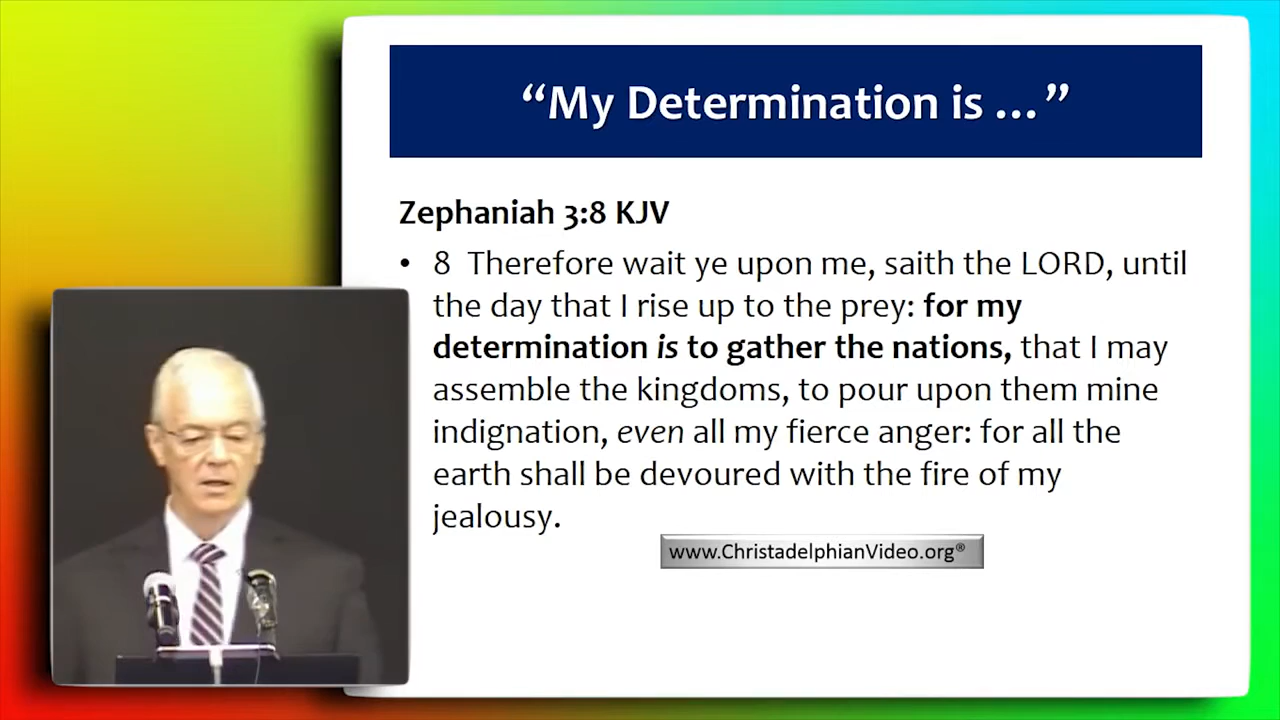 “My Determination is ...”
Zephaniah 3:8 KJV
• 8 Therefore wait ye upon me, saith the LORD, until
the day that I rise up to the prey: for my
determination is to gather the nations, that I may
assemble the kingdoms, to pour upon them mine
indignation, even all my fierce anger: for all the
earth shall be devoured with the fire of my
jealousy.
www.ChristadelphianVideo.org®